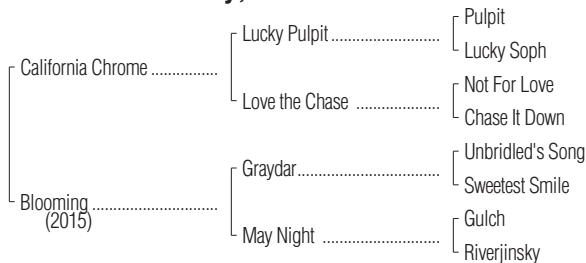 Pulpit
Lucky Pulpit
Lucky Soph
California Chrome
Not For Love
Love the Chase
Chase It Down
Unbridled's Song
Graydar
Sweetest Smile
Blooming
(2015)
Gulch
May Night
Riverjinsky